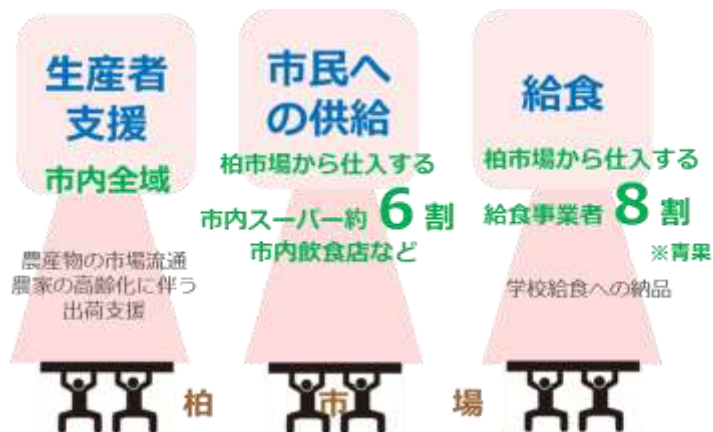 生産者
支援
市内全域
農産物の市場流通
農家の高齢化に伴う
出荷支援
市民へ
の供給
柏市場から仕入する
市内スーパー約6割
市内飲食店など
給食
柏市場から仕入する
給食事業者8割
※青果
学校給食への納品
柏市場